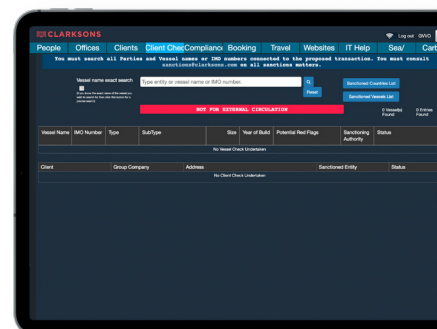 CLARKSONS
Log out GWO
People Offices Clients Client Chec Compliance Booking Travel Websites IT Help Sea/ Carb
You must search all Parties and Vessel names or IMO numbers connected to the proposed transaction. You must consult
sanctions@clarksons.com on all sanctions matters.
Vessel name exact search
Type entity or vessel name or IMO number.
Reset
Sanctioned Countries List
Sanctioned Vessels List
NOT FOR EXTERNAL CIRCULATION
0 Vessel(s) Found
0 Entries Found
Vessel Name IMO Number Type SubType Size Year of Build Potential Red Flags Sanctioning Authority Status
No Vessel Check Undertaken
Client Group Company Address Sanctioned Entity Status
No Client Check Undertaken